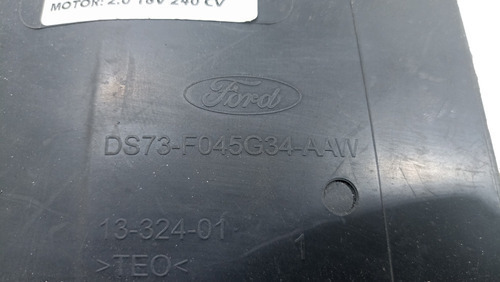 MOTOR: 2.0 16V 240 CV
Ford
DS73-F045G34-AAW
13-324-01
1
>TEO<